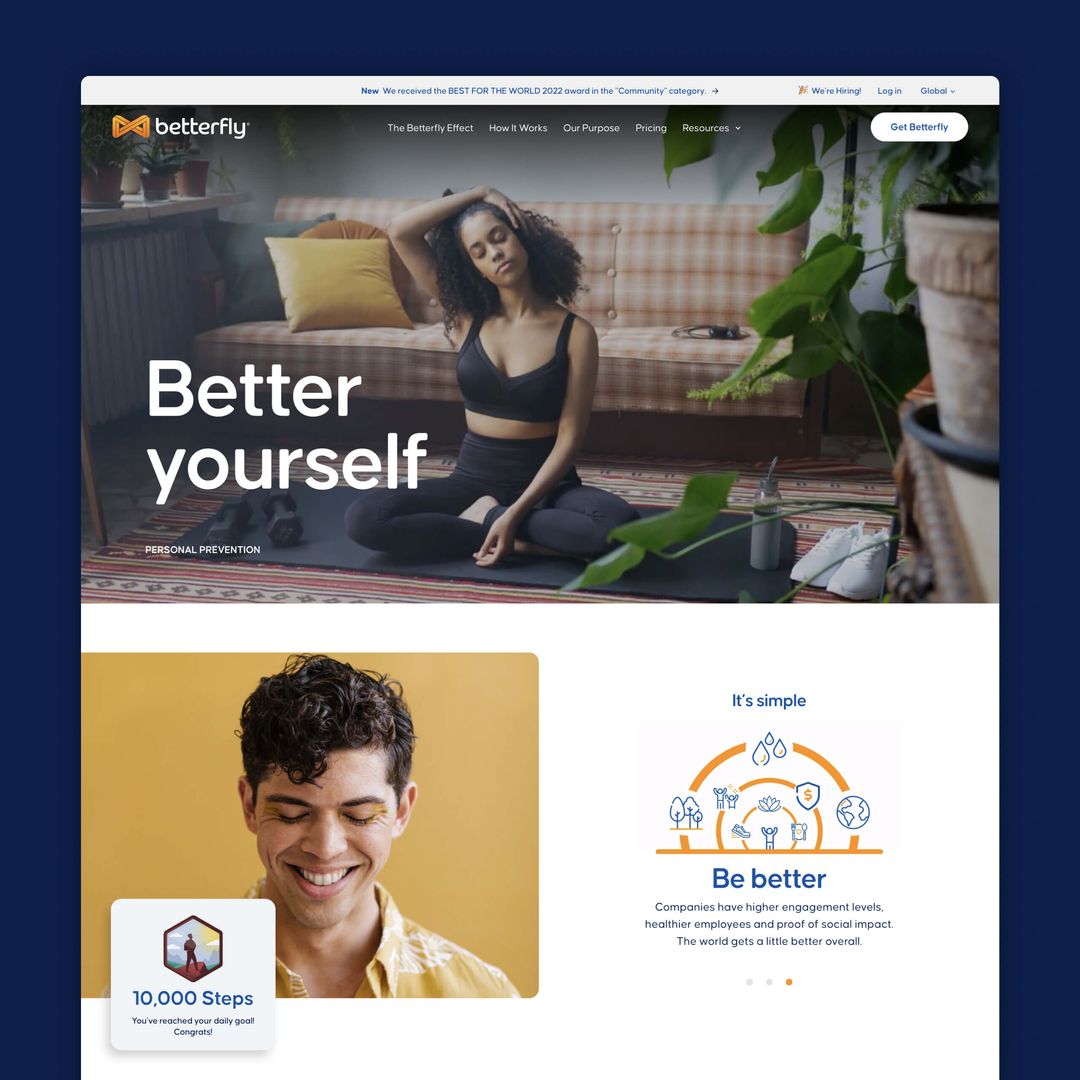 New We received the BEST FOR THE WORLD 2022 award in the "Community" category. → We're Hiring! Log in Global
betterfly® The Betterfly Effect How It Works Our Purpose Pricing Resources Get Betterfly
Better
yourself
PERSONAL PREVENTION
It's simple
$
Be better
Companies have higher engagement levels,
healthier employees and proof of social impact.
The world gets a little better overall.
10,000 Steps
You've reached your daily goal!
Congrats!